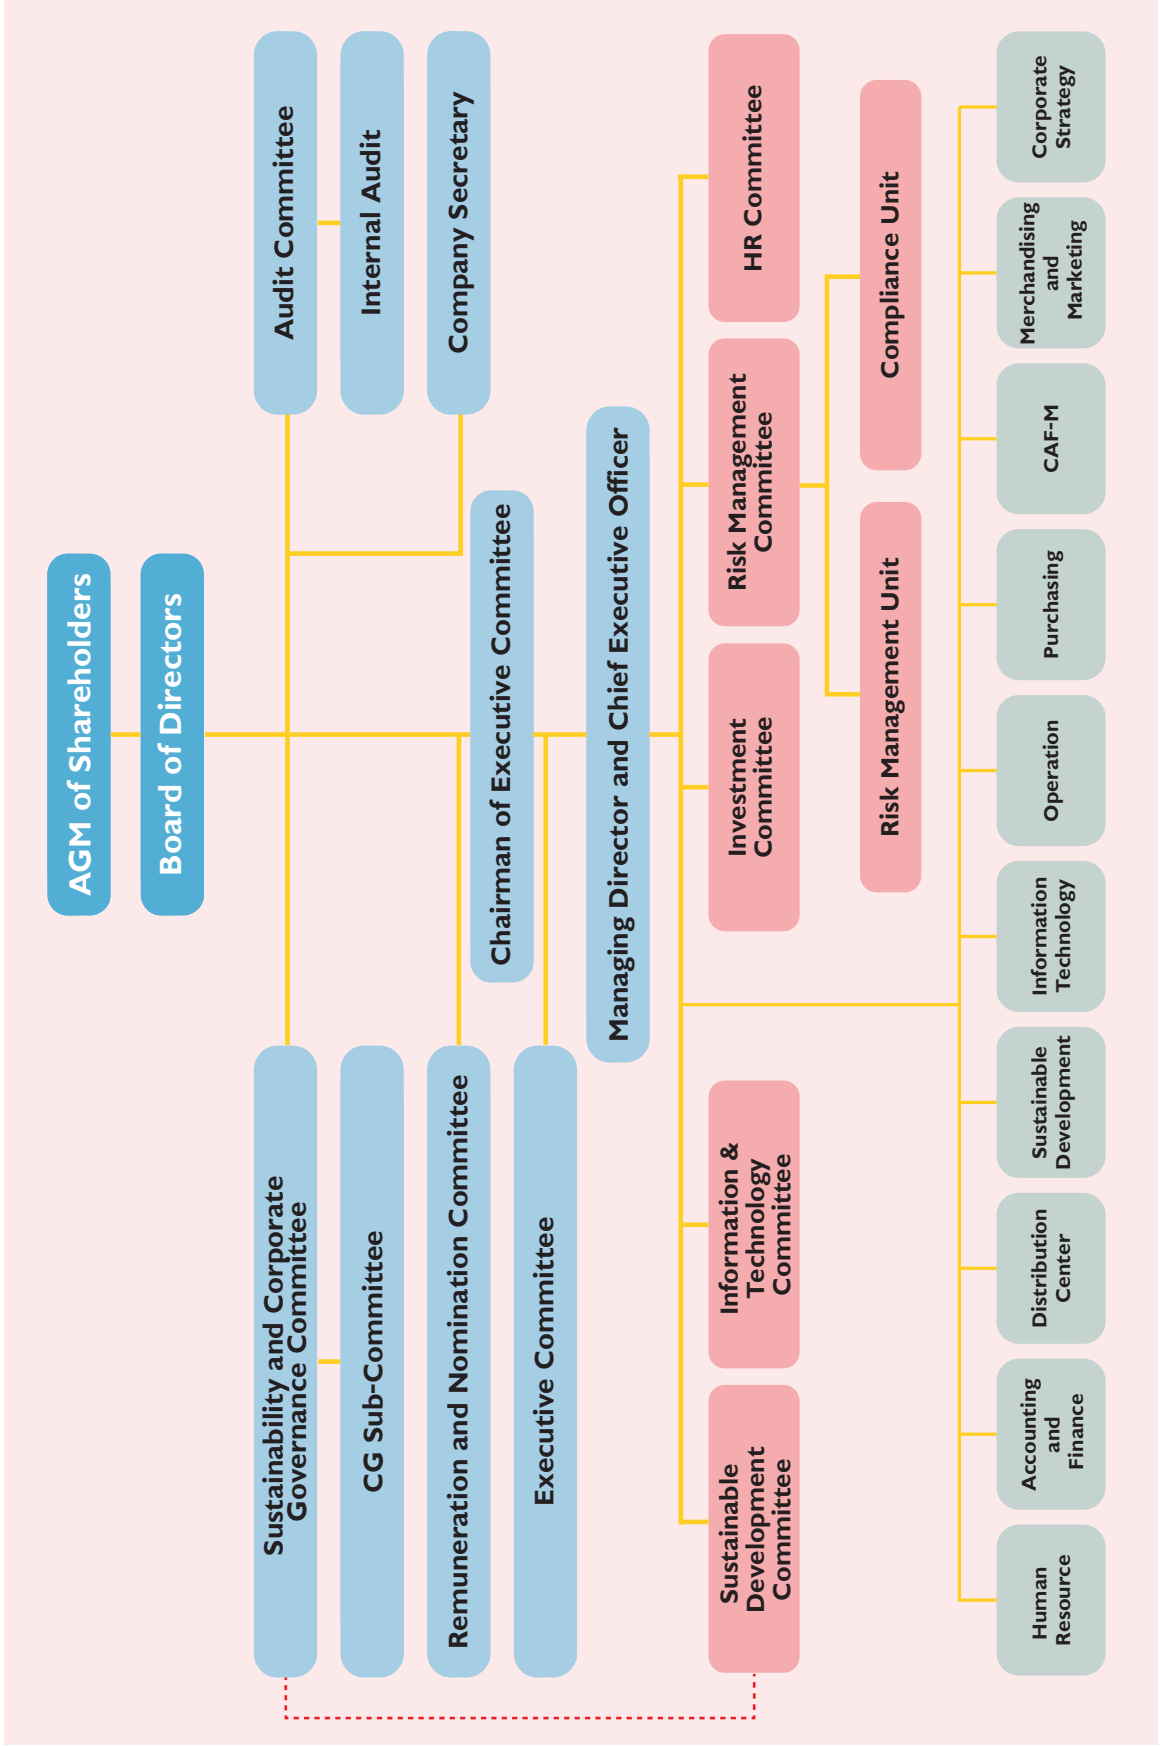 AGM of Shareholders
Board of Directors
Sustainability and Corporate
Governance Committee
Audit Committee
CG Sub-Committee
Internal Audit
Remuneration and Nomination Committee
Company Secretary
Chairman of Executive Committee
Executive Committee
Managing Director and Chief Executive Officer
Sustainable
Development
Committee
Information &
Technology
Committee
Investment
Committee
Risk Management
Committee
HR Committee
Risk Management Unit
Compliance Unit
Human
Resource
Accounting
and
Finance
Distribution
Center
Sustainable
Development
Information
Technology
Operation
Purchasing
CAF-M
Merchandising
and
Marketing
Corporate
Strategy